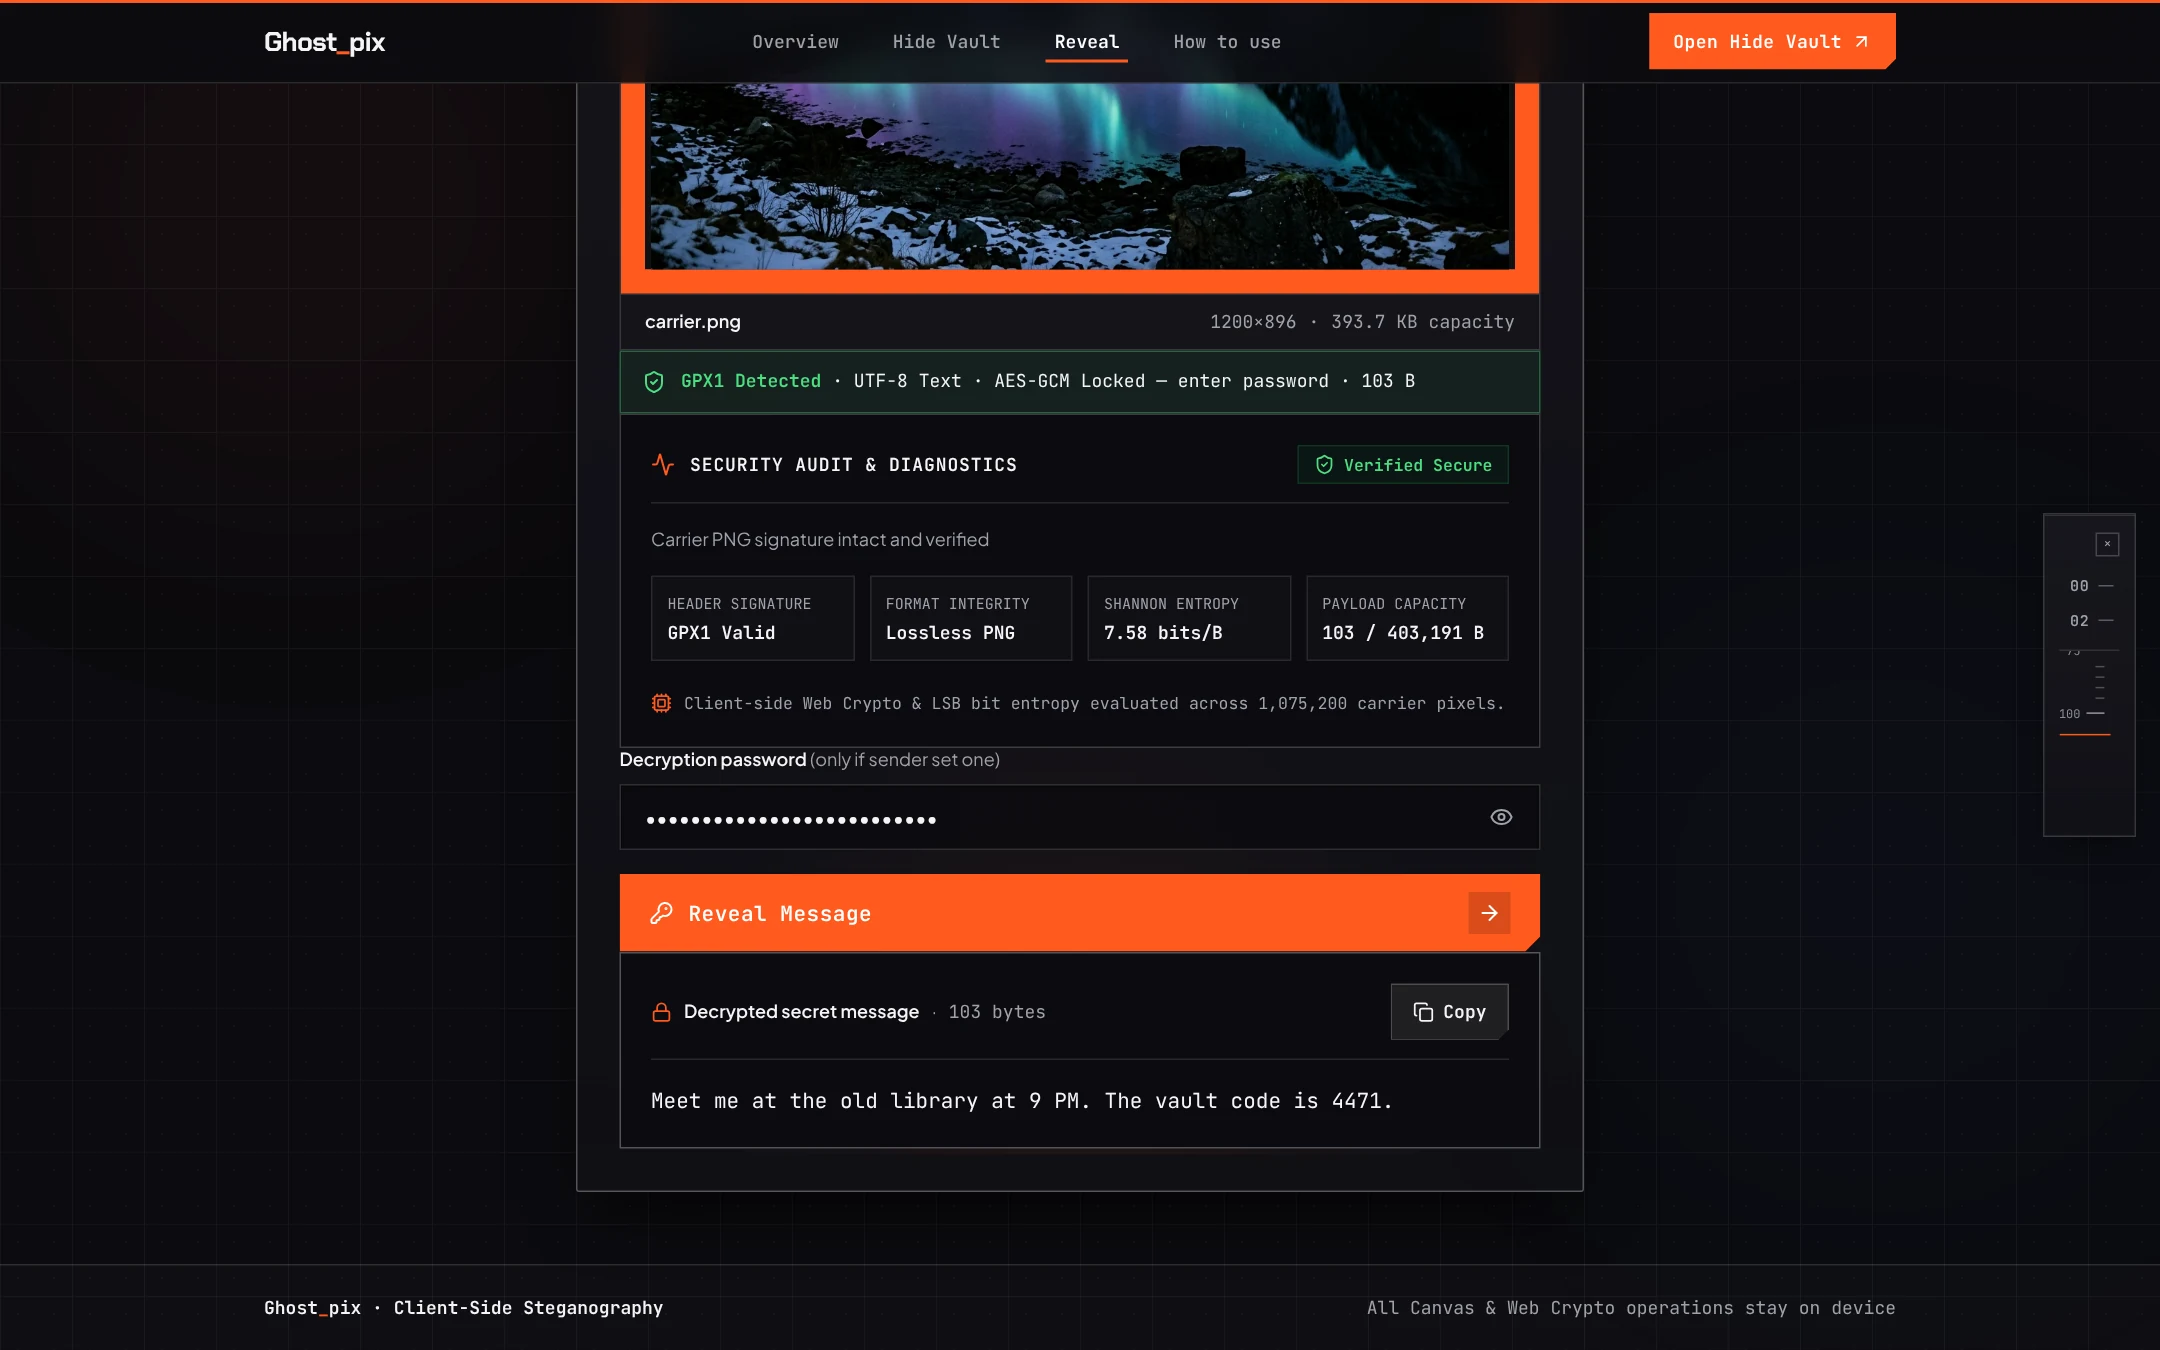 Ghost_pix
Overview
Hide Vault
Reveal
How to use
Open Hide Vault
carrier.png
1200×896 · 393.7 KB capacity
GPX1 Detected · UTF-8 Text · AES-GCM Locked — enter password · 103 B
SECURITY AUDIT & DIAGNOSTICS
Verified Secure
Carrier PNG signature intact and verified
HEADER SIGNATURE
GPX1 Valid
FORMAT INTEGRITY
Lossless PNG
SHANNON ENTROPY
7.58 bits/B
PAYLOAD CAPACITY
103 / 403,191 B
Client-side Web Crypto & LSB bit entropy evaluated across 1,075,200 carrier pixels.
Decryption password (only if sender set one)
Reveal Message
Decrypted secret message · 103 bytes
Copy
Meet me at the old library at 9 PM. The vault code is 4471.
00
02
100
Ghost_pix · Client-Side Steganography
All Canvas & Web Crypto operations stay on device